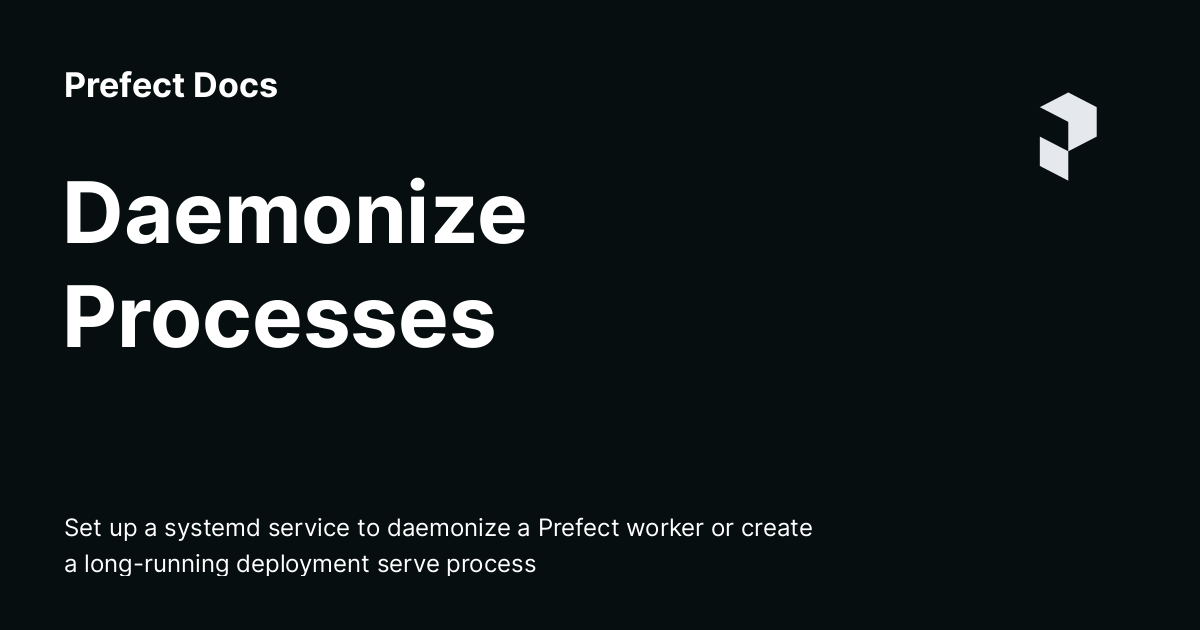 Prefect Docs
Daemonize
Processes
Set up a systemd service to daemonize a Prefect worker or create
a long-running deployment serve process